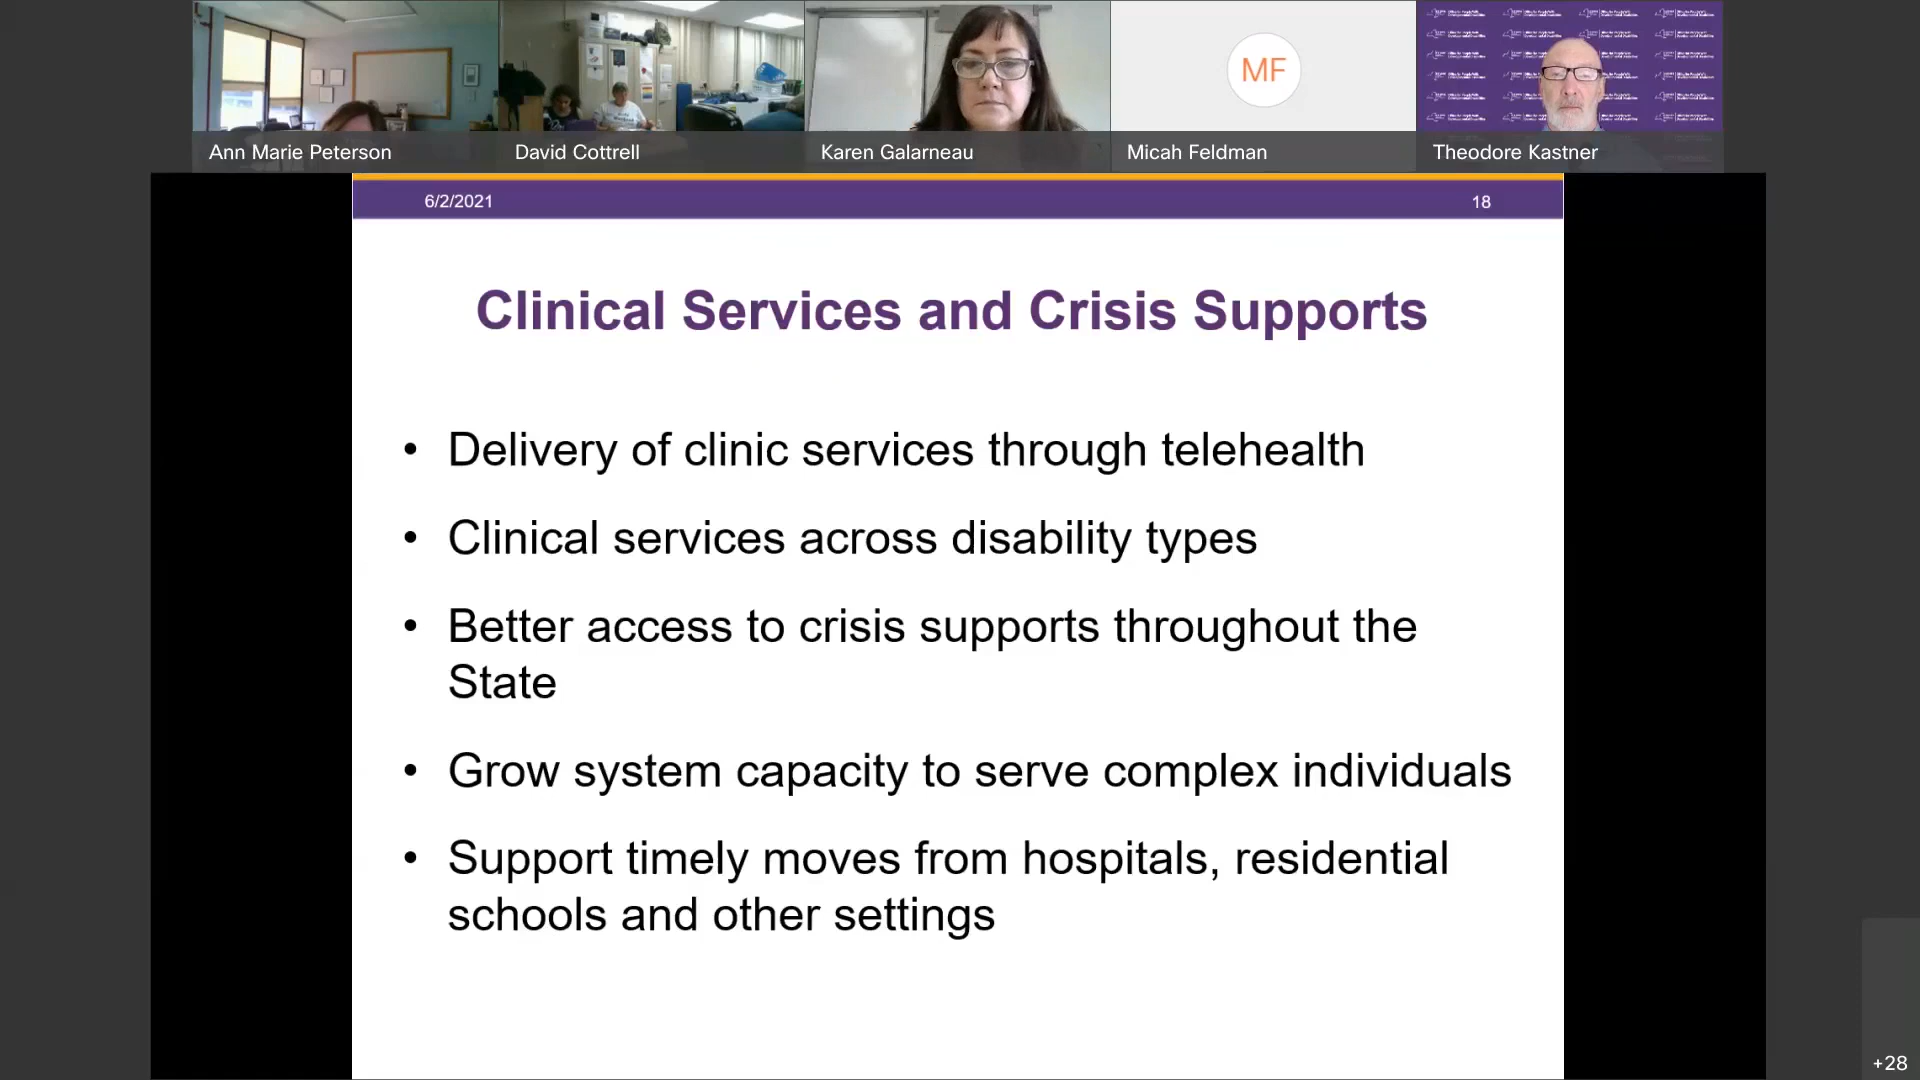 Ann Marie Peterson
David Cottrell
Karen Galarneau
MF
Micah Feldman
Theodore Kastner
6/2/2021
18
Clinical Services and Crisis Supports
• Delivery of clinic services through telehealth
• Clinical services across disability types
• Better access to crisis supports throughout the
State
• Grow system capacity to serve complex individuals
• Support timely moves from hospitals, residential
schools and other settings
+28